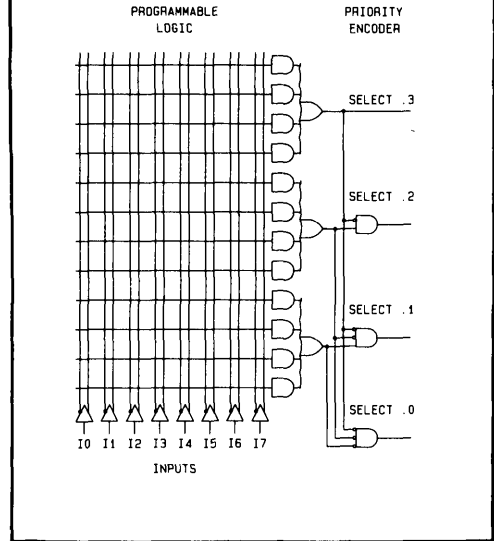 PROGRAMMABLE
LOGIC
PRIORITY
ENCODER
SELECT .3
SELECT .2
SELECT .1
SELECT .0
I0 I1 I2 I3 I4 I5 I6 I7
INPUTS